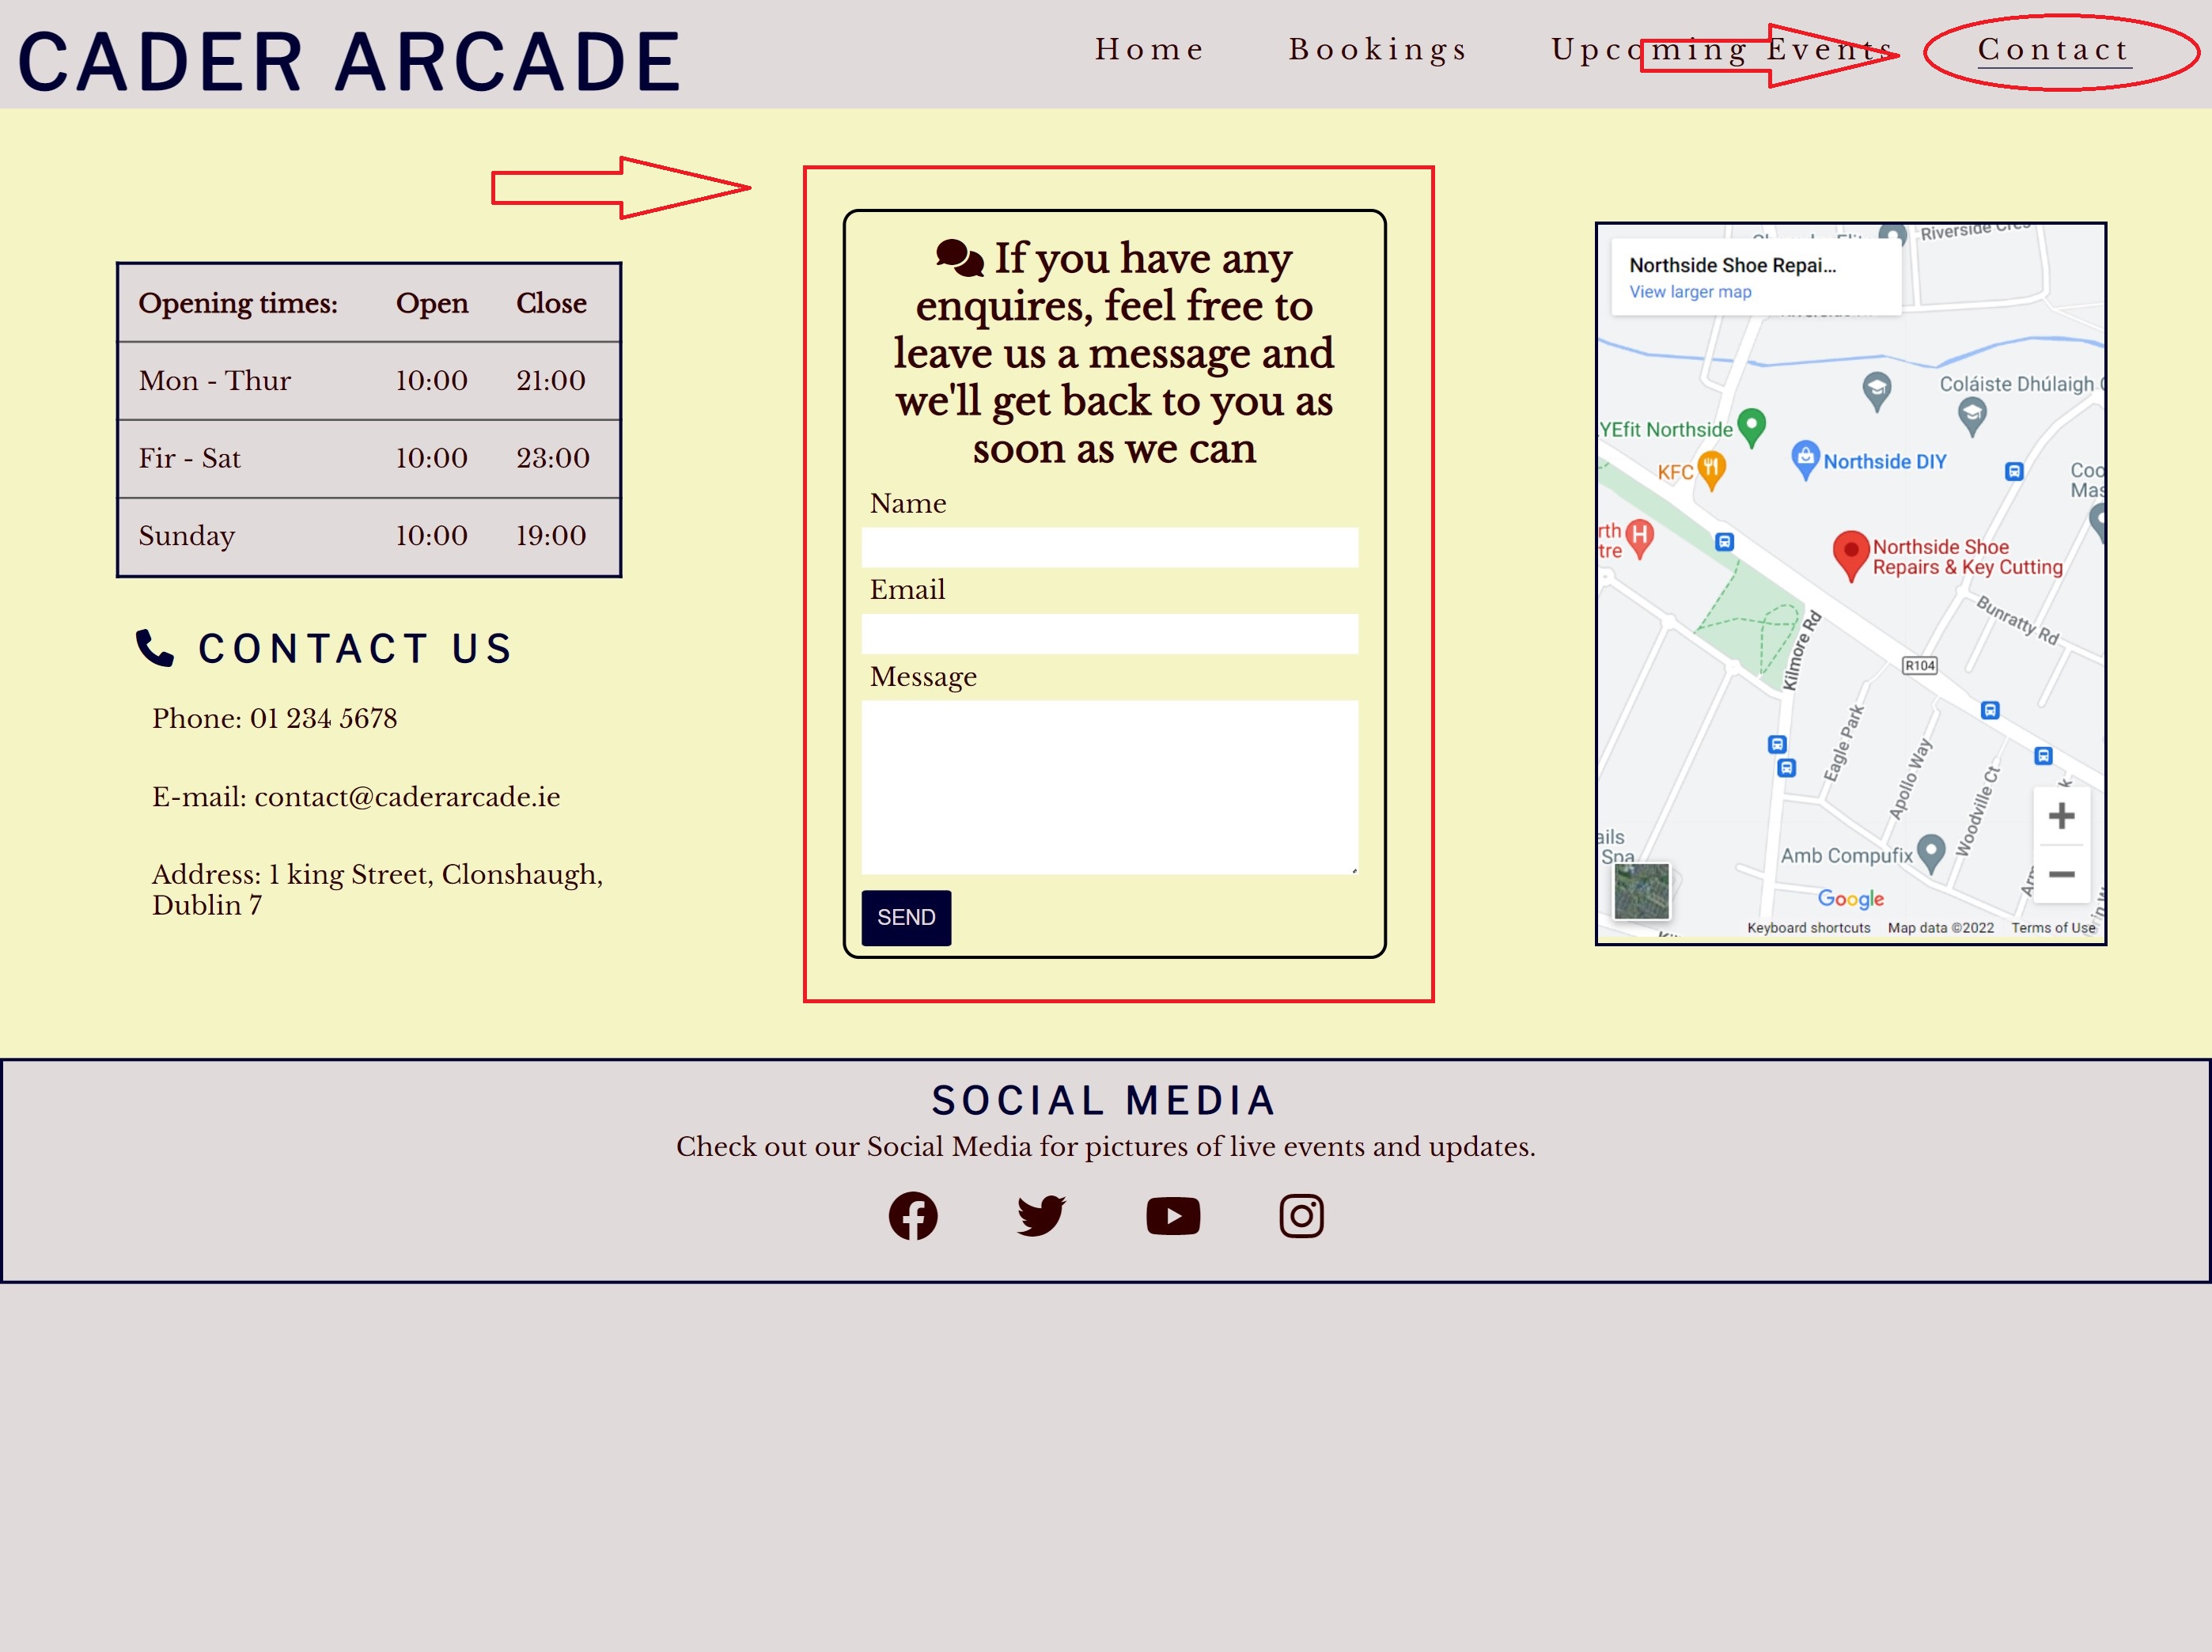 CADER ARCADE
Home Bookings Upcoming Events Contact
Opening times: Open Close
Mon - Thur 10:00 21:00
Fir - Sat 10:00 23:00
Sunday 10:00 19:00
CONTACT US
Phone: 01 234 5678
E-mail: contact@caderarcade.ie
Address: 1 king Street, Clonshaugh,
Dublin 7
If you have any
enquires, feel free to
leave us a message and
we'll get back to you as
soon as we can
Name
Email
Message
SEND
Riverside Cres
Northside Shoe Repai...
View larger map
Coláiste Dhúlaigh
YEfit Northside
KFC
Northside DIY
Northside Shoe
Repairs & Key Cutting
Bunratty Rd
Kilmore Rd
R104
Eagle Park
Apollo Way
Woodville Ct
ails
Spa
Amb Compufix
Google
Keyboard shortcuts Map data ©2022 Terms of Use
SOCIAL MEDIA
Check out our Social Media for pictures of live events and updates.